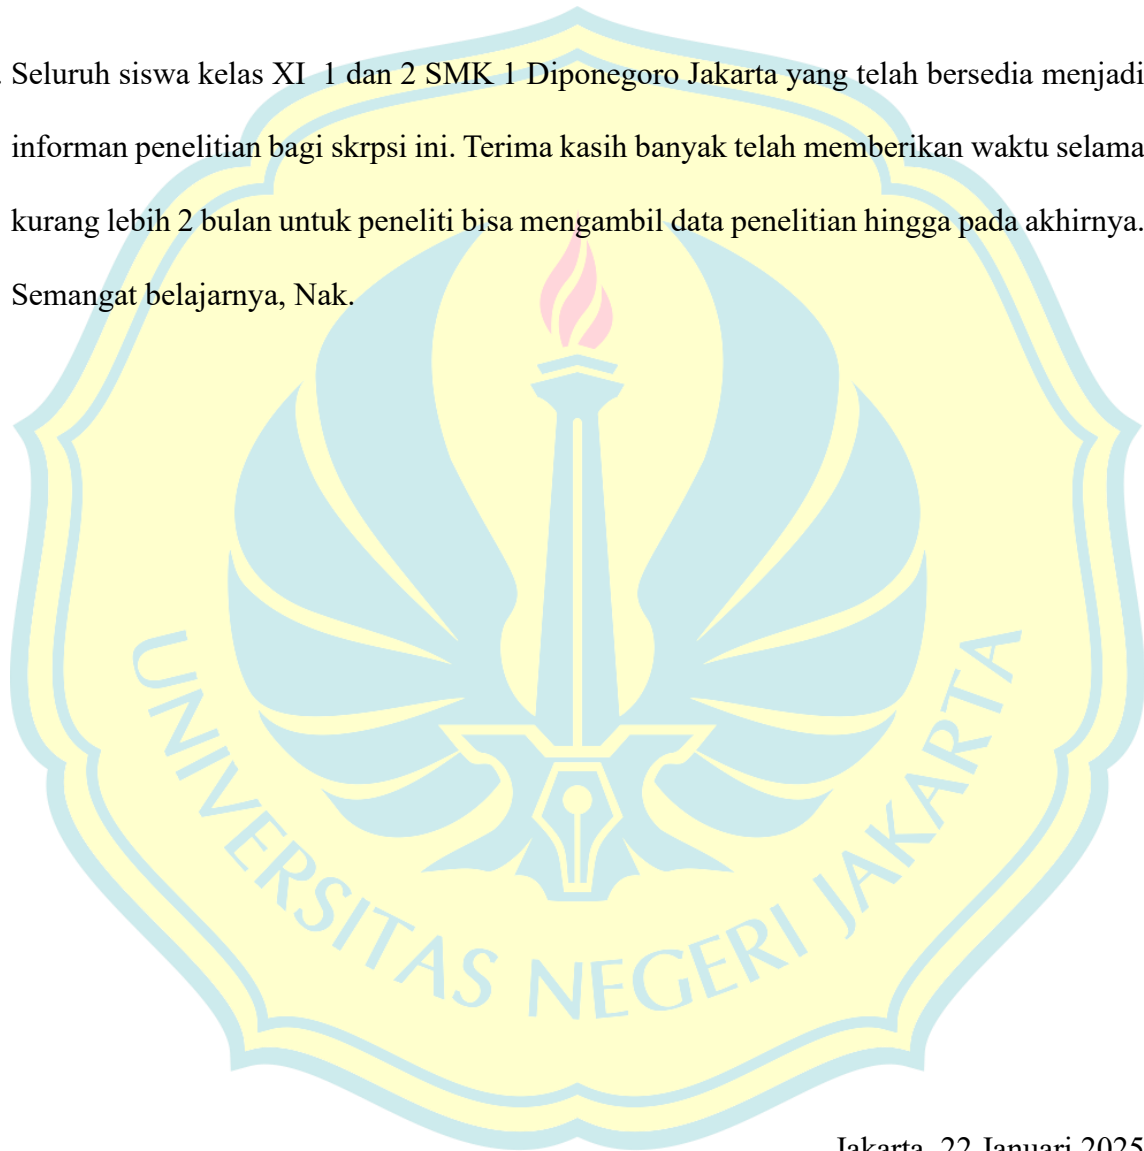 . Seluruh siswa kelas XI  1 dan 2 SMK 1 Diponegoro Jakarta yang telah bersedia menjadi
informan penelitian bagi skrpsi ini. Terima kasih banyak telah memberikan waktu selama
kurang lebih 2 bulan untuk peneliti bisa mengambil data penelitian hingga pada akhirnya.
Semangat belajarnya, Nak.
UNIVERSITAS NEGERI JAKARTA
Jakarta, 22 Januari 2025